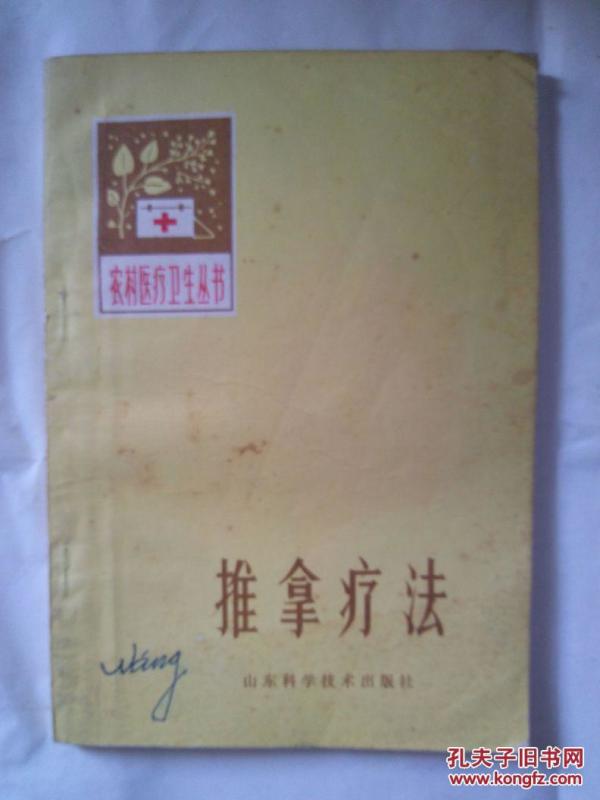 农村医疗卫生丛书
推拿疗法
Wang
山东科学技术出版社
孔夫子旧书网
www.kongfz.com